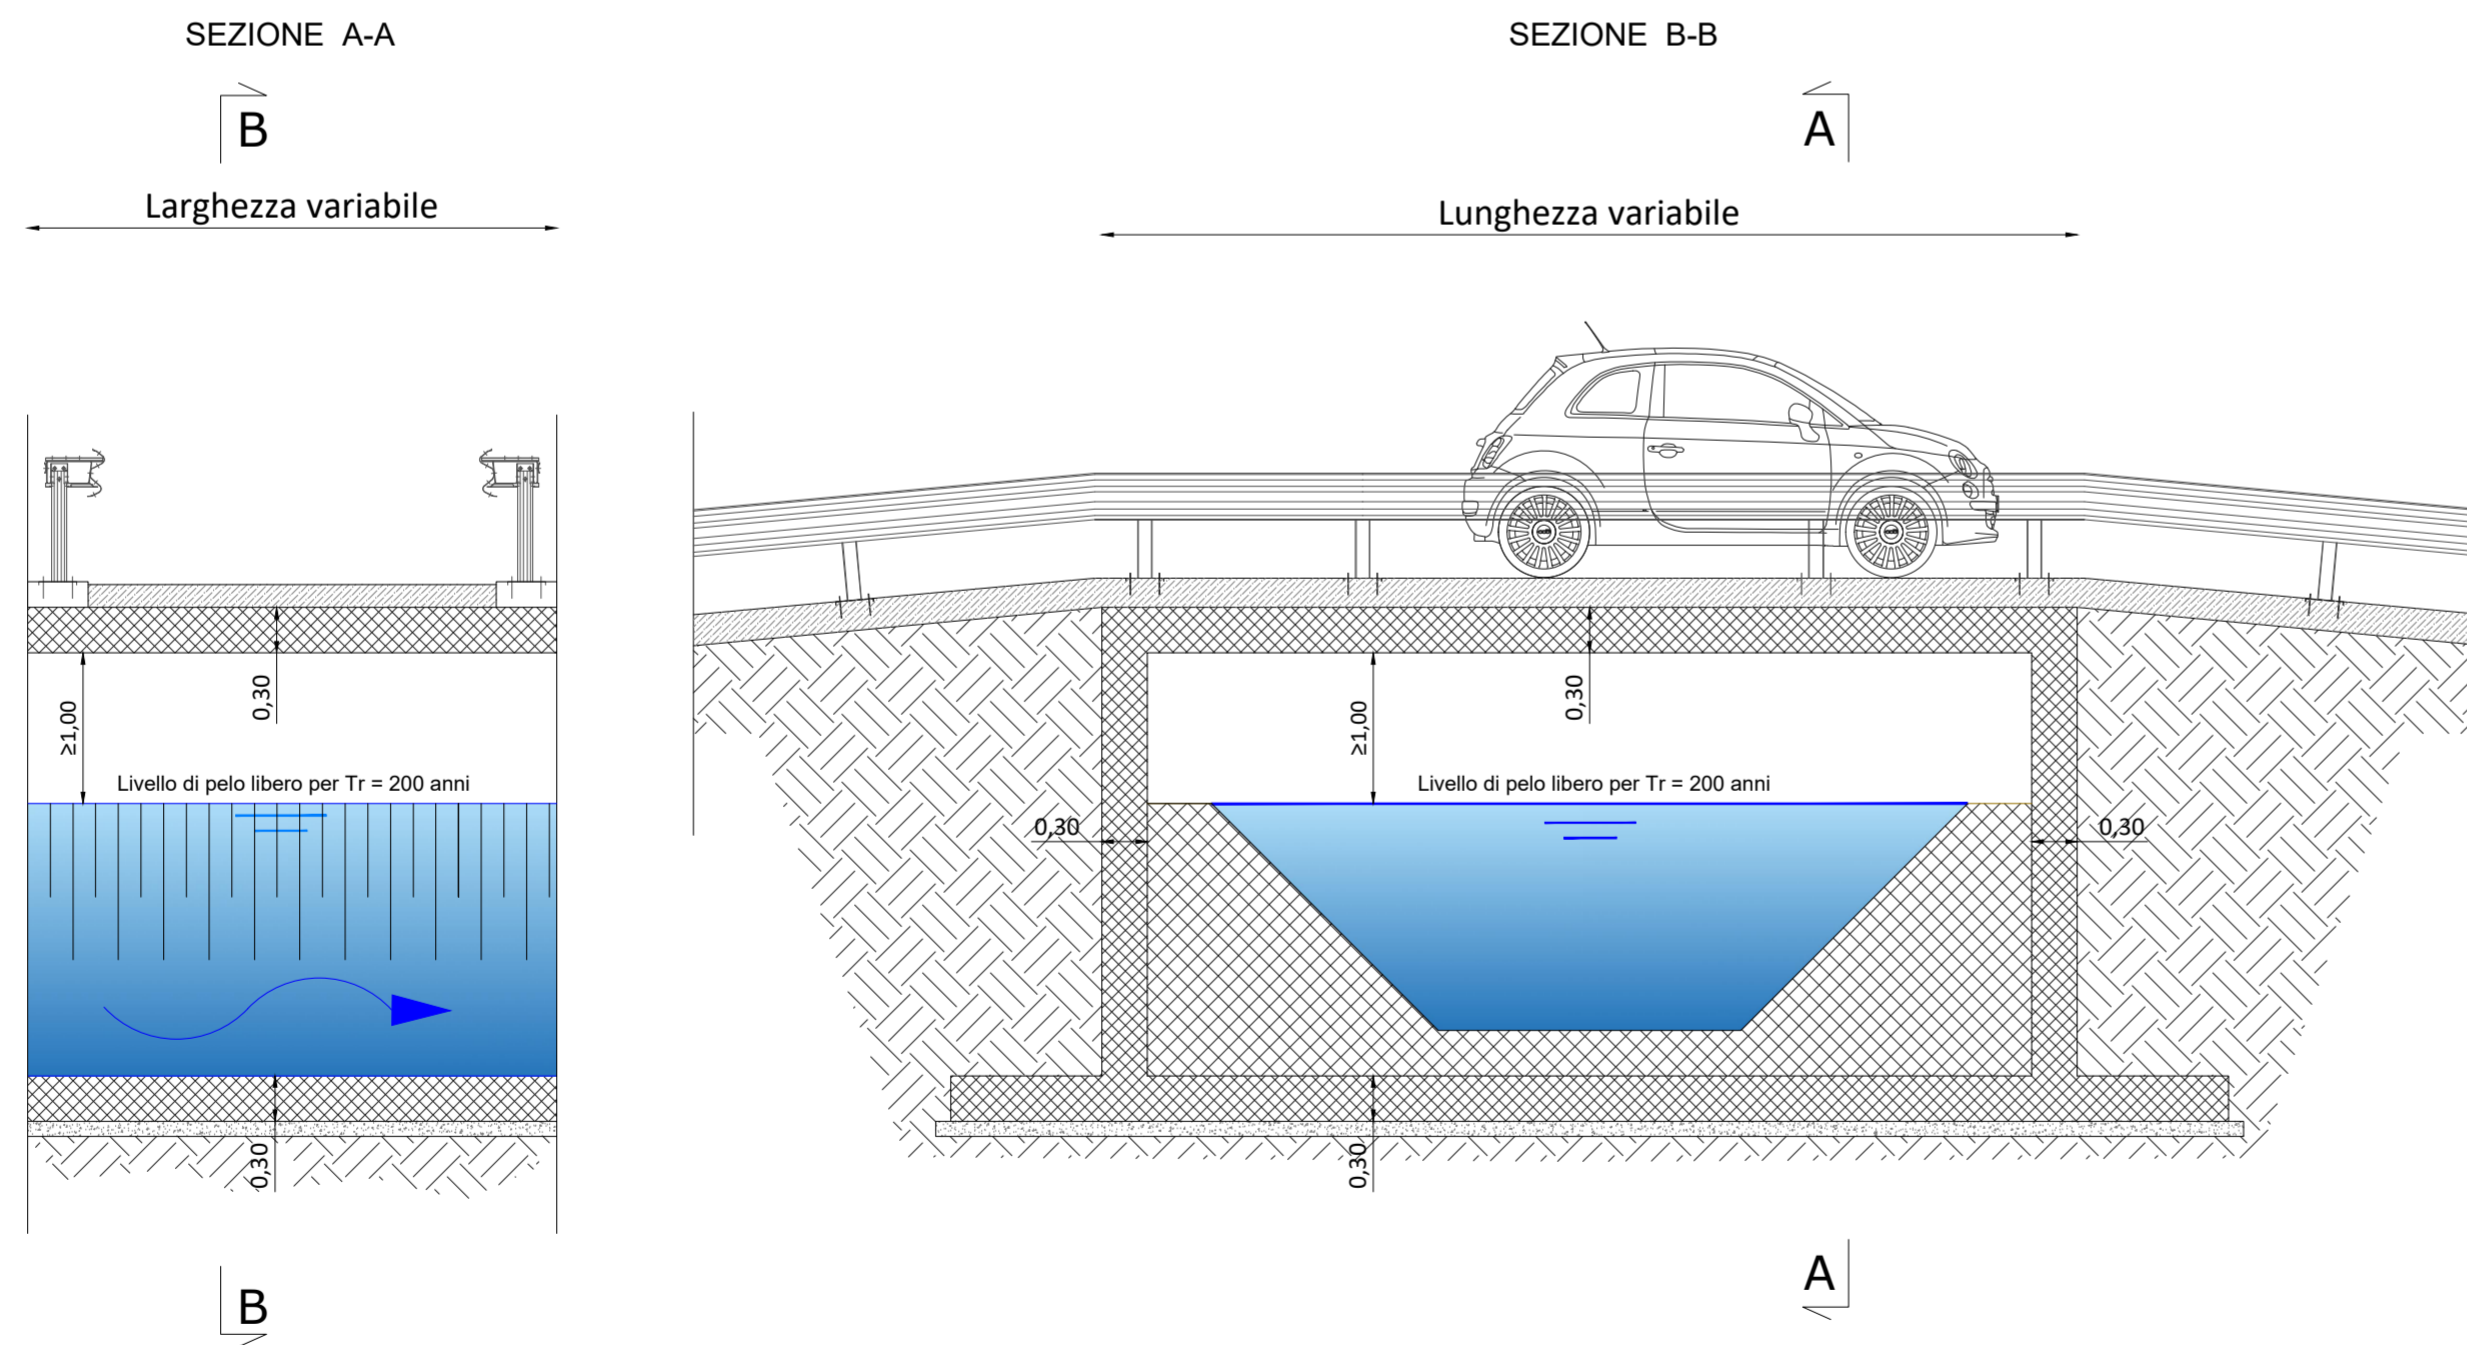 SEZIONE A-A
B
Larghezza variabile
0,30
≥1,00
Livello di pelo libero per Tr = 200 anni
0,30
B
SEZIONE B-B
A
Lunghezza variabile
0,30
≥1,00
Livello di pelo libero per Tr = 200 anni
0,30
0,30
0,30
A